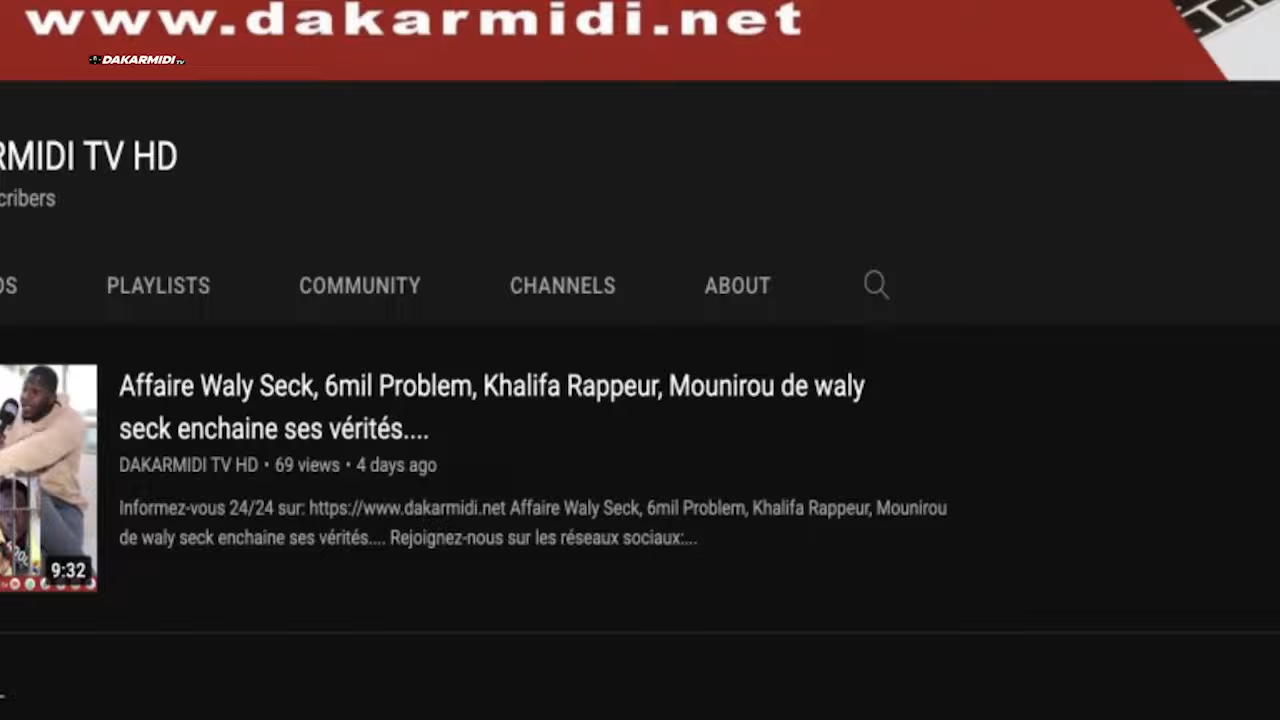 www.dakarmidi.net
DAKARMIDI TV
RMIDI TV HD
cribers
OS PLAYLISTS COMMUNITY CHANNELS ABOUT
Affaire Waly Seck, 6mil Problem, Khalifa Rappeur, Mounirou de waly
seck enchaine ses vérités....
DAKARMIDI TV HD • 69 views • 4 days ago
Informez-vous 24/24 sur: https://www.dakarmidi.net Affaire Waly Seck, 6mil Problem, Khalifa Rappeur, Mounirou
de waly seck enchaine ses vérités.... Rejoignez-nous sur les réseaux sociaux:...
9:32